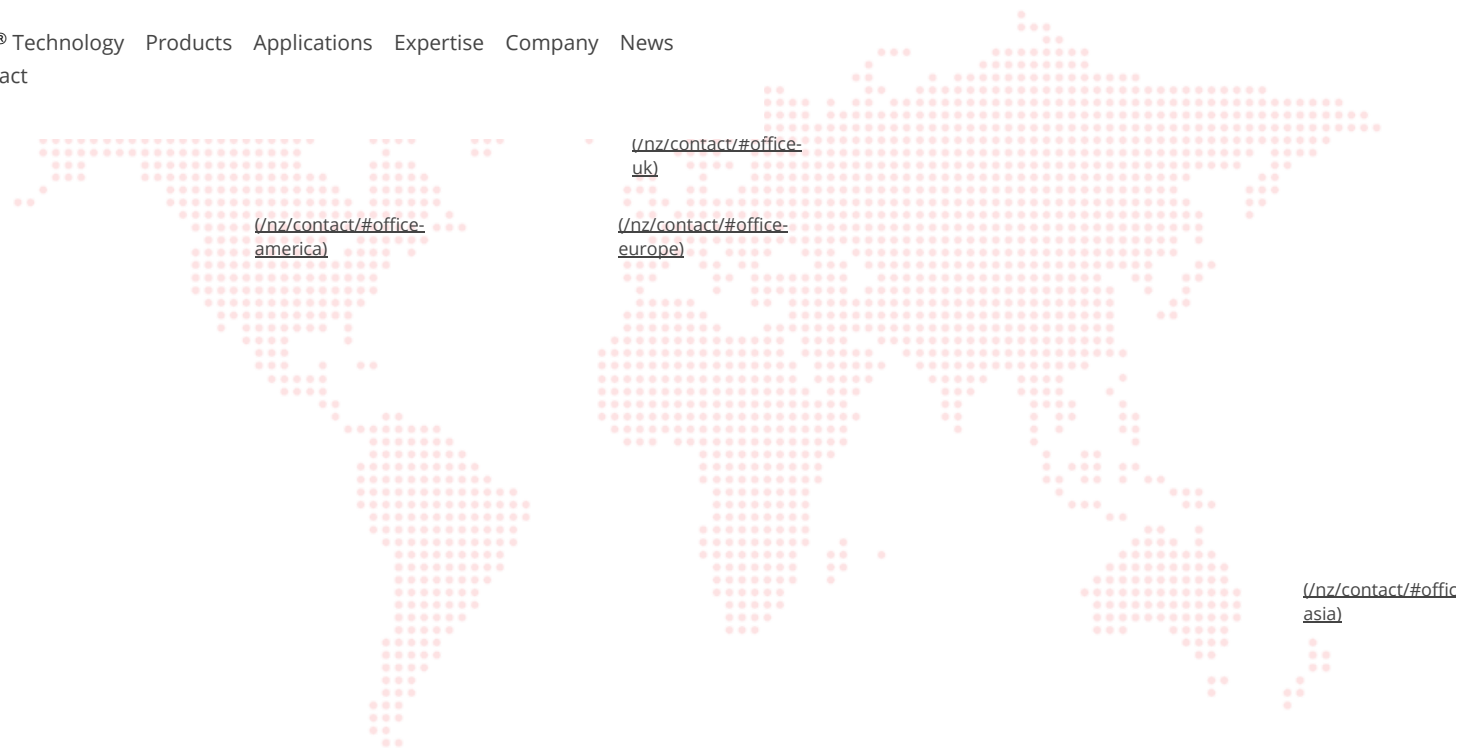 ® Technology Products Applications Expertise Company News
act
(/nz/contact/#office-
uk)
(/nz/contact/#office-
america)
(/nz/contact/#office-
europe)
(/nz/contact/#offic
asia)